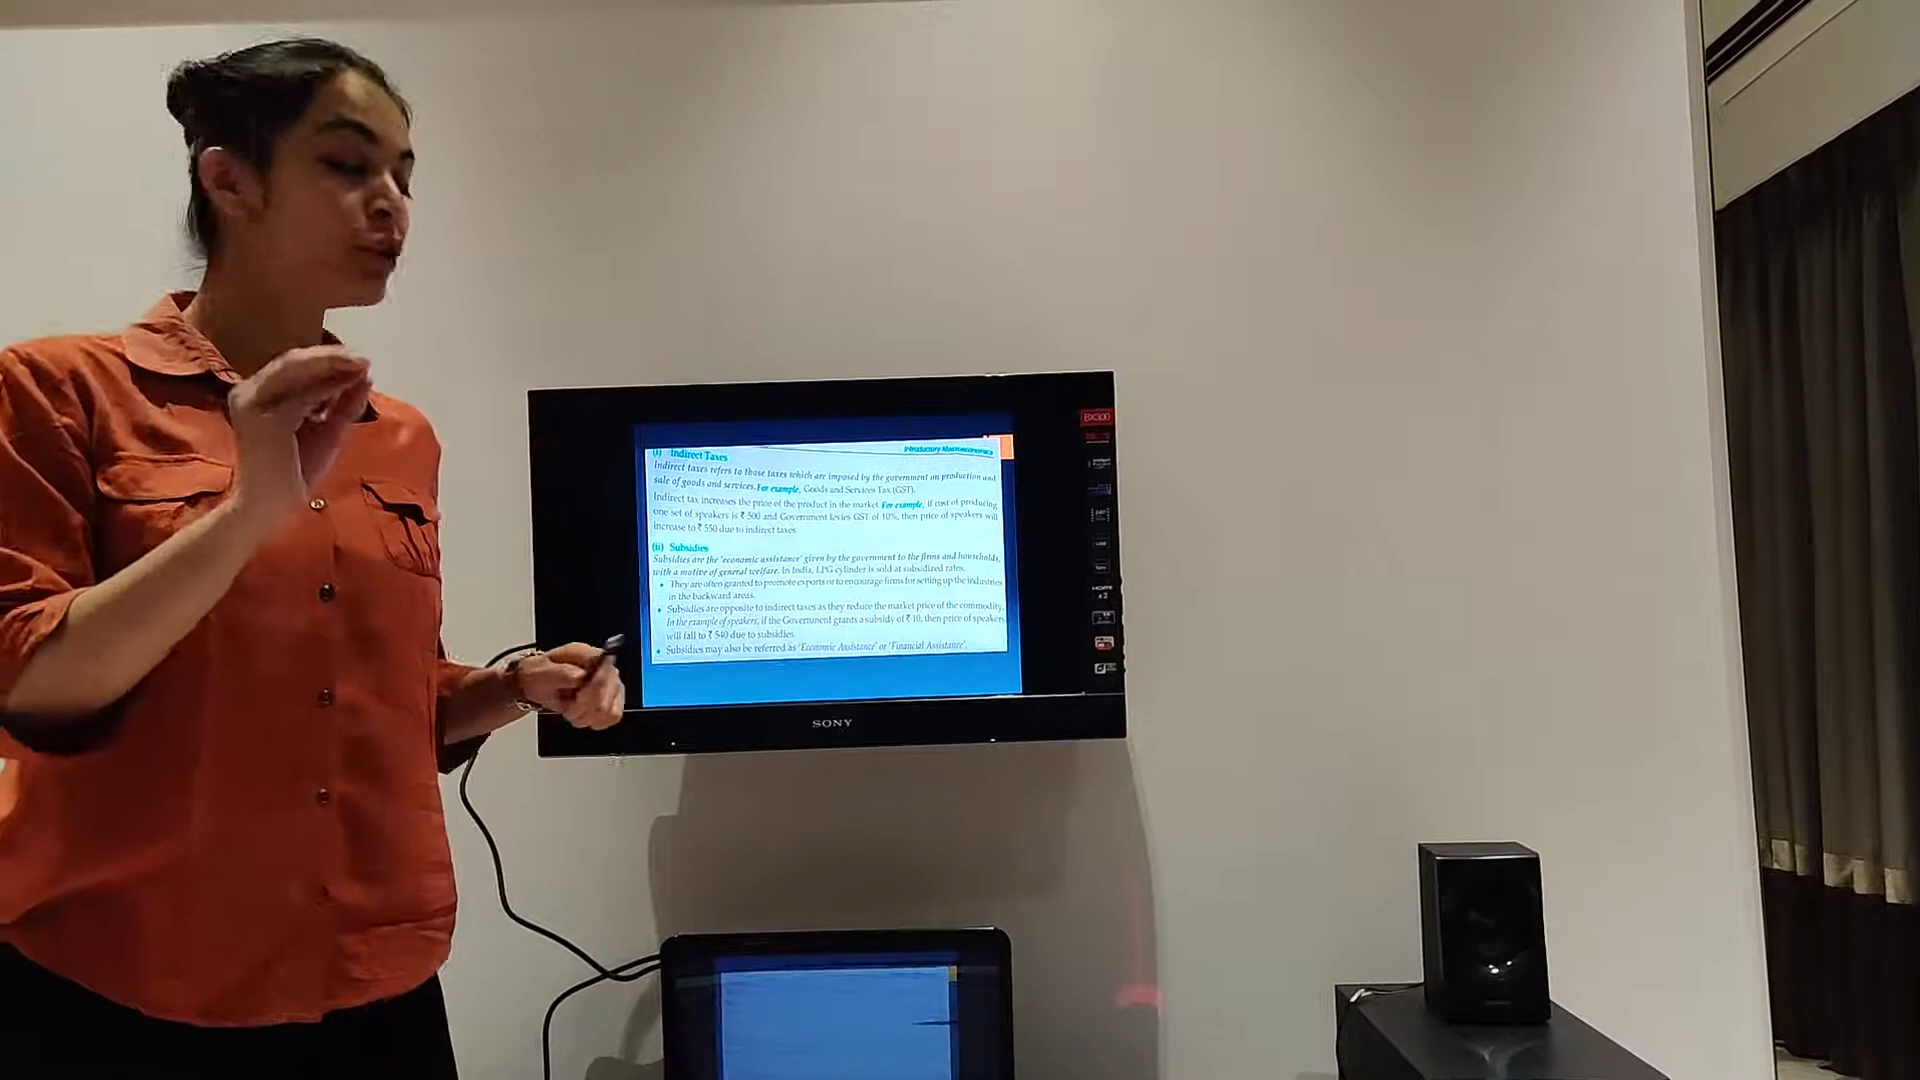 Introductory Macroeconomics
(i) Indirect Taxes
Indirect taxes refers to those taxes which are imposed by the government on production and
sale of goods and services. For example, Goods and Services Tax (GST).
Indirect tax increases the price of the product in the market. For example, if cost of producing
one set of speakers is ₹ 500 and Government levies GST of 10%, then price of speakers will
increase to ₹ 550 due to indirect taxes.
(ii) Subsidies
Subsidies are the 'economic assistance' given by the government to the firms and households,
with a motive of general welfare. In India, LPG cylinder is sold at subsidized rates.
• They are often granted to promote exports or to encourage firms for setting up the industries
in the backward areas.
• Subsidies are opposite to indirect taxes as they reduce the market price of the commodity.
In the example of speakers, if the Government grants a subsidy of ₹ 10, then price of speakers
will fall to ₹ 540 due to subsidies.
• Subsidies may also be referred as 'Economic Assistance' or 'Financial Assistance'.
BX300
USB
HDMI
x2
SONY